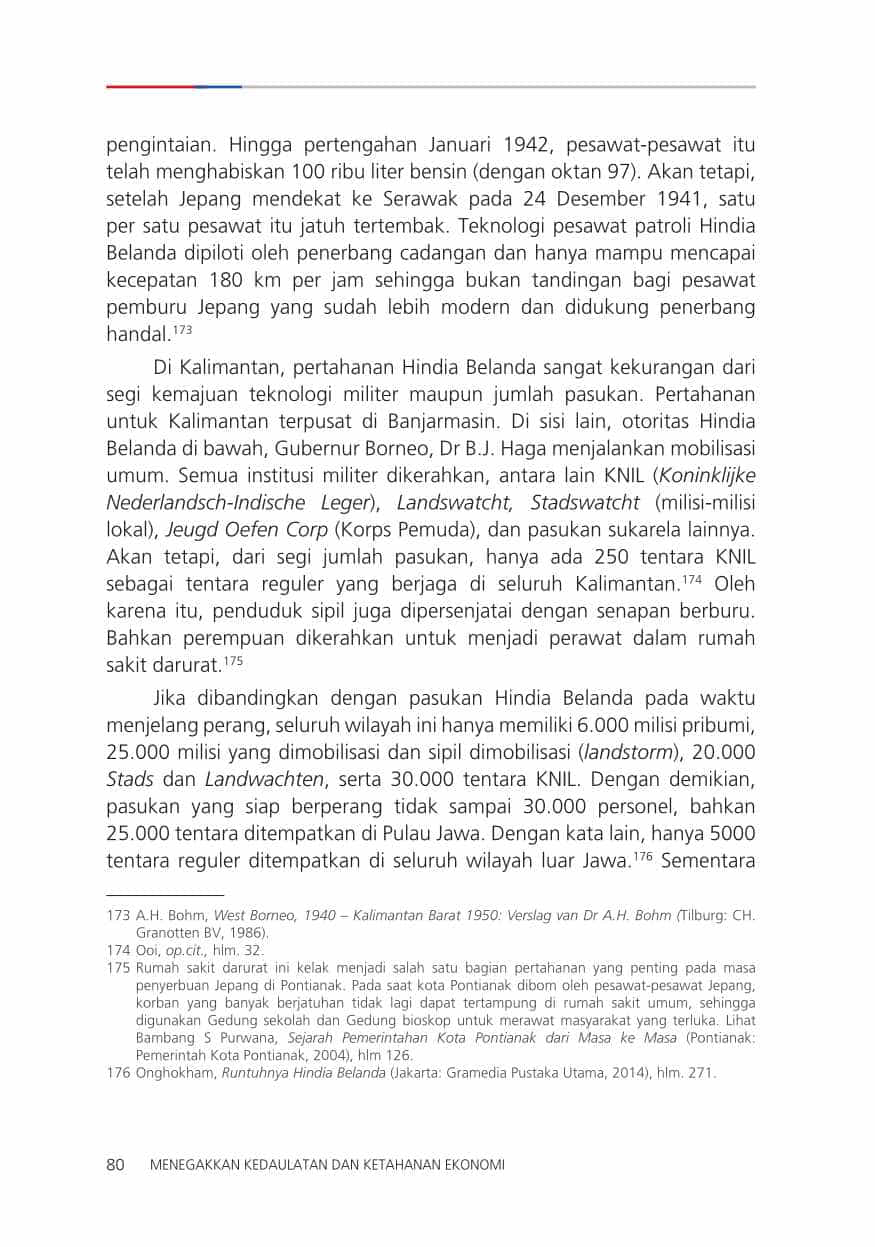 pengintaian. Hingga pertengahan Januari 1942, pesawat-pesawat itu
telah menghabiskan 100 ribu liter bensin (dengan oktan 97). Akan tetapi,
setelah Jepang mendekat ke Serawak pada 24 Desember 1941, satu
per satu pesawat itu jatuh tertembak. Teknologi pesawat patroli Hindia
Belanda dipiloti oleh penerbang cadangan dan hanya mampu mencapai
kecepatan 180 km per jam sehingga bukan tandingan bagi pesawat
pemburu Jepang yang sudah lebih modern dan didukung penerbang
handal.173
Di Kalimantan, pertahanan Hindia Belanda sangat kekurangan dari
segi kemajuan teknologi militer maupun jumlah pasukan. Pertahanan
untuk Kalimantan terpusat di Banjarmasin. Di sisi lain, otoritas Hindia
Belanda di bawah, Gubernur Borneo, Dr B.J. Haga menjalankan mobilisasi
umum. Semua institusi militer dikerahkan, antara lain KNIL (Koninklijke
Nederlandsch-Indische Leger), Landswatcht, Stadswatcht (milisi-milisi
lokal), Jeugd Oefen Corp (Korps Pemuda), dan pasukan sukarela lainnya.
Akan tetapi, dari segi jumlah pasukan, hanya ada 250 tentara KNIL
sebagai tentara reguler yang berjaga di seluruh Kalimantan.174 Oleh
karena itu, penduduk sipil juga dipersenjatai dengan senapan berburu.
Bahkan perempuan dikerahkan untuk menjadi perawat dalam rumah
sakit darurat.175
Jika dibandingkan dengan pasukan Hindia Belanda pada waktu
menjelang perang, seluruh wilayah ini hanya memiliki 6.000 milisi pribumi,
25.000 milisi yang dimobilisasi dan sipil dimobilisasi (landstorm), 20.000
Stads dan Landwachten, serta 30.000 tentara KNIL. Dengan demikian,
pasukan yang siap berperang tidak sampai 30.000 personel, bahkan
25.000 tentara ditempatkan di Pulau Jawa. Dengan kata lain, hanya 5000
tentara reguler ditempatkan di seluruh wilayah luar Jawa.176 Sementara
173 A.H. Bohm, West Borneo, 1940 – Kalimantan Barat 1950: Verslag van Dr A.H. Bohm (Tilburg: CH.
Granotten BV, 1986).
174 Ooi, op.cit., hlm. 32.
175 Rumah sakit darurat ini kelak menjadi salah satu bagian pertahanan yang penting pada masa
penyerbuan Jepang di Pontianak. Pada saat kota Pontianak dibom oleh pesawat-pesawat Jepang,
korban yang banyak berjatuhan tidak lagi dapat tertampung di rumah sakit umum, sehingga
digunakan Gedung sekolah dan Gedung bioskop untuk merawat masyarakat yang terluka. Lihat
Bambang S Purwana, Sejarah Pemerintahan Kota Pontianak dari Masa ke Masa (Pontianak:
Pemerintah Kota Pontianak, 2004), hlm 126.
176 Onghokham, Runtuhnya Hindia Belanda (Jakarta: Gramedia Pustaka Utama, 2014), hlm. 271.
80 MENEGAKKAN KEDAULATAN DAN KETAHANAN EKONOMI